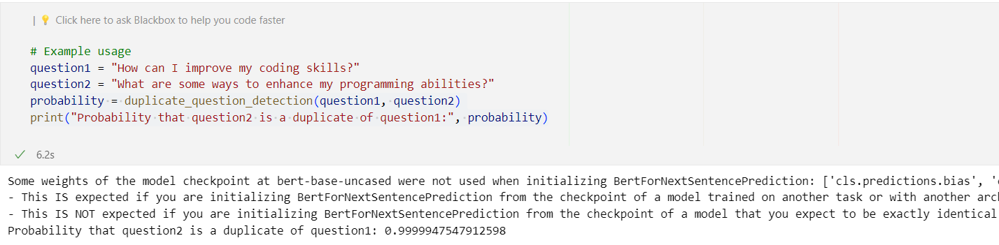 Click here to ask Blackbox to help you code faster
# Example usage
question1 = "How can I improve my coding skills?"
question2 = "What are some ways to enhance my programming abilities?"
probability = duplicate_question_detection(question1, question2)
print("Probability that question2 is a duplicate of question1:", probability)
6.2s
Some weights of the model checkpoint at bert-base-uncased were not used when initializing BertForNextSentencePrediction: ['cls.predictions.bias', '
- This IS expected if you are initializing BertForNextSentencePrediction from the checkpoint of a model trained on another task or with another
- This IS NOT expected if you are initializing BertForNextSentencePrediction from the checkpoint of a model that you expect to be exactly identical
Probability that question2 is a duplicate of question1: 0.9999947547912598